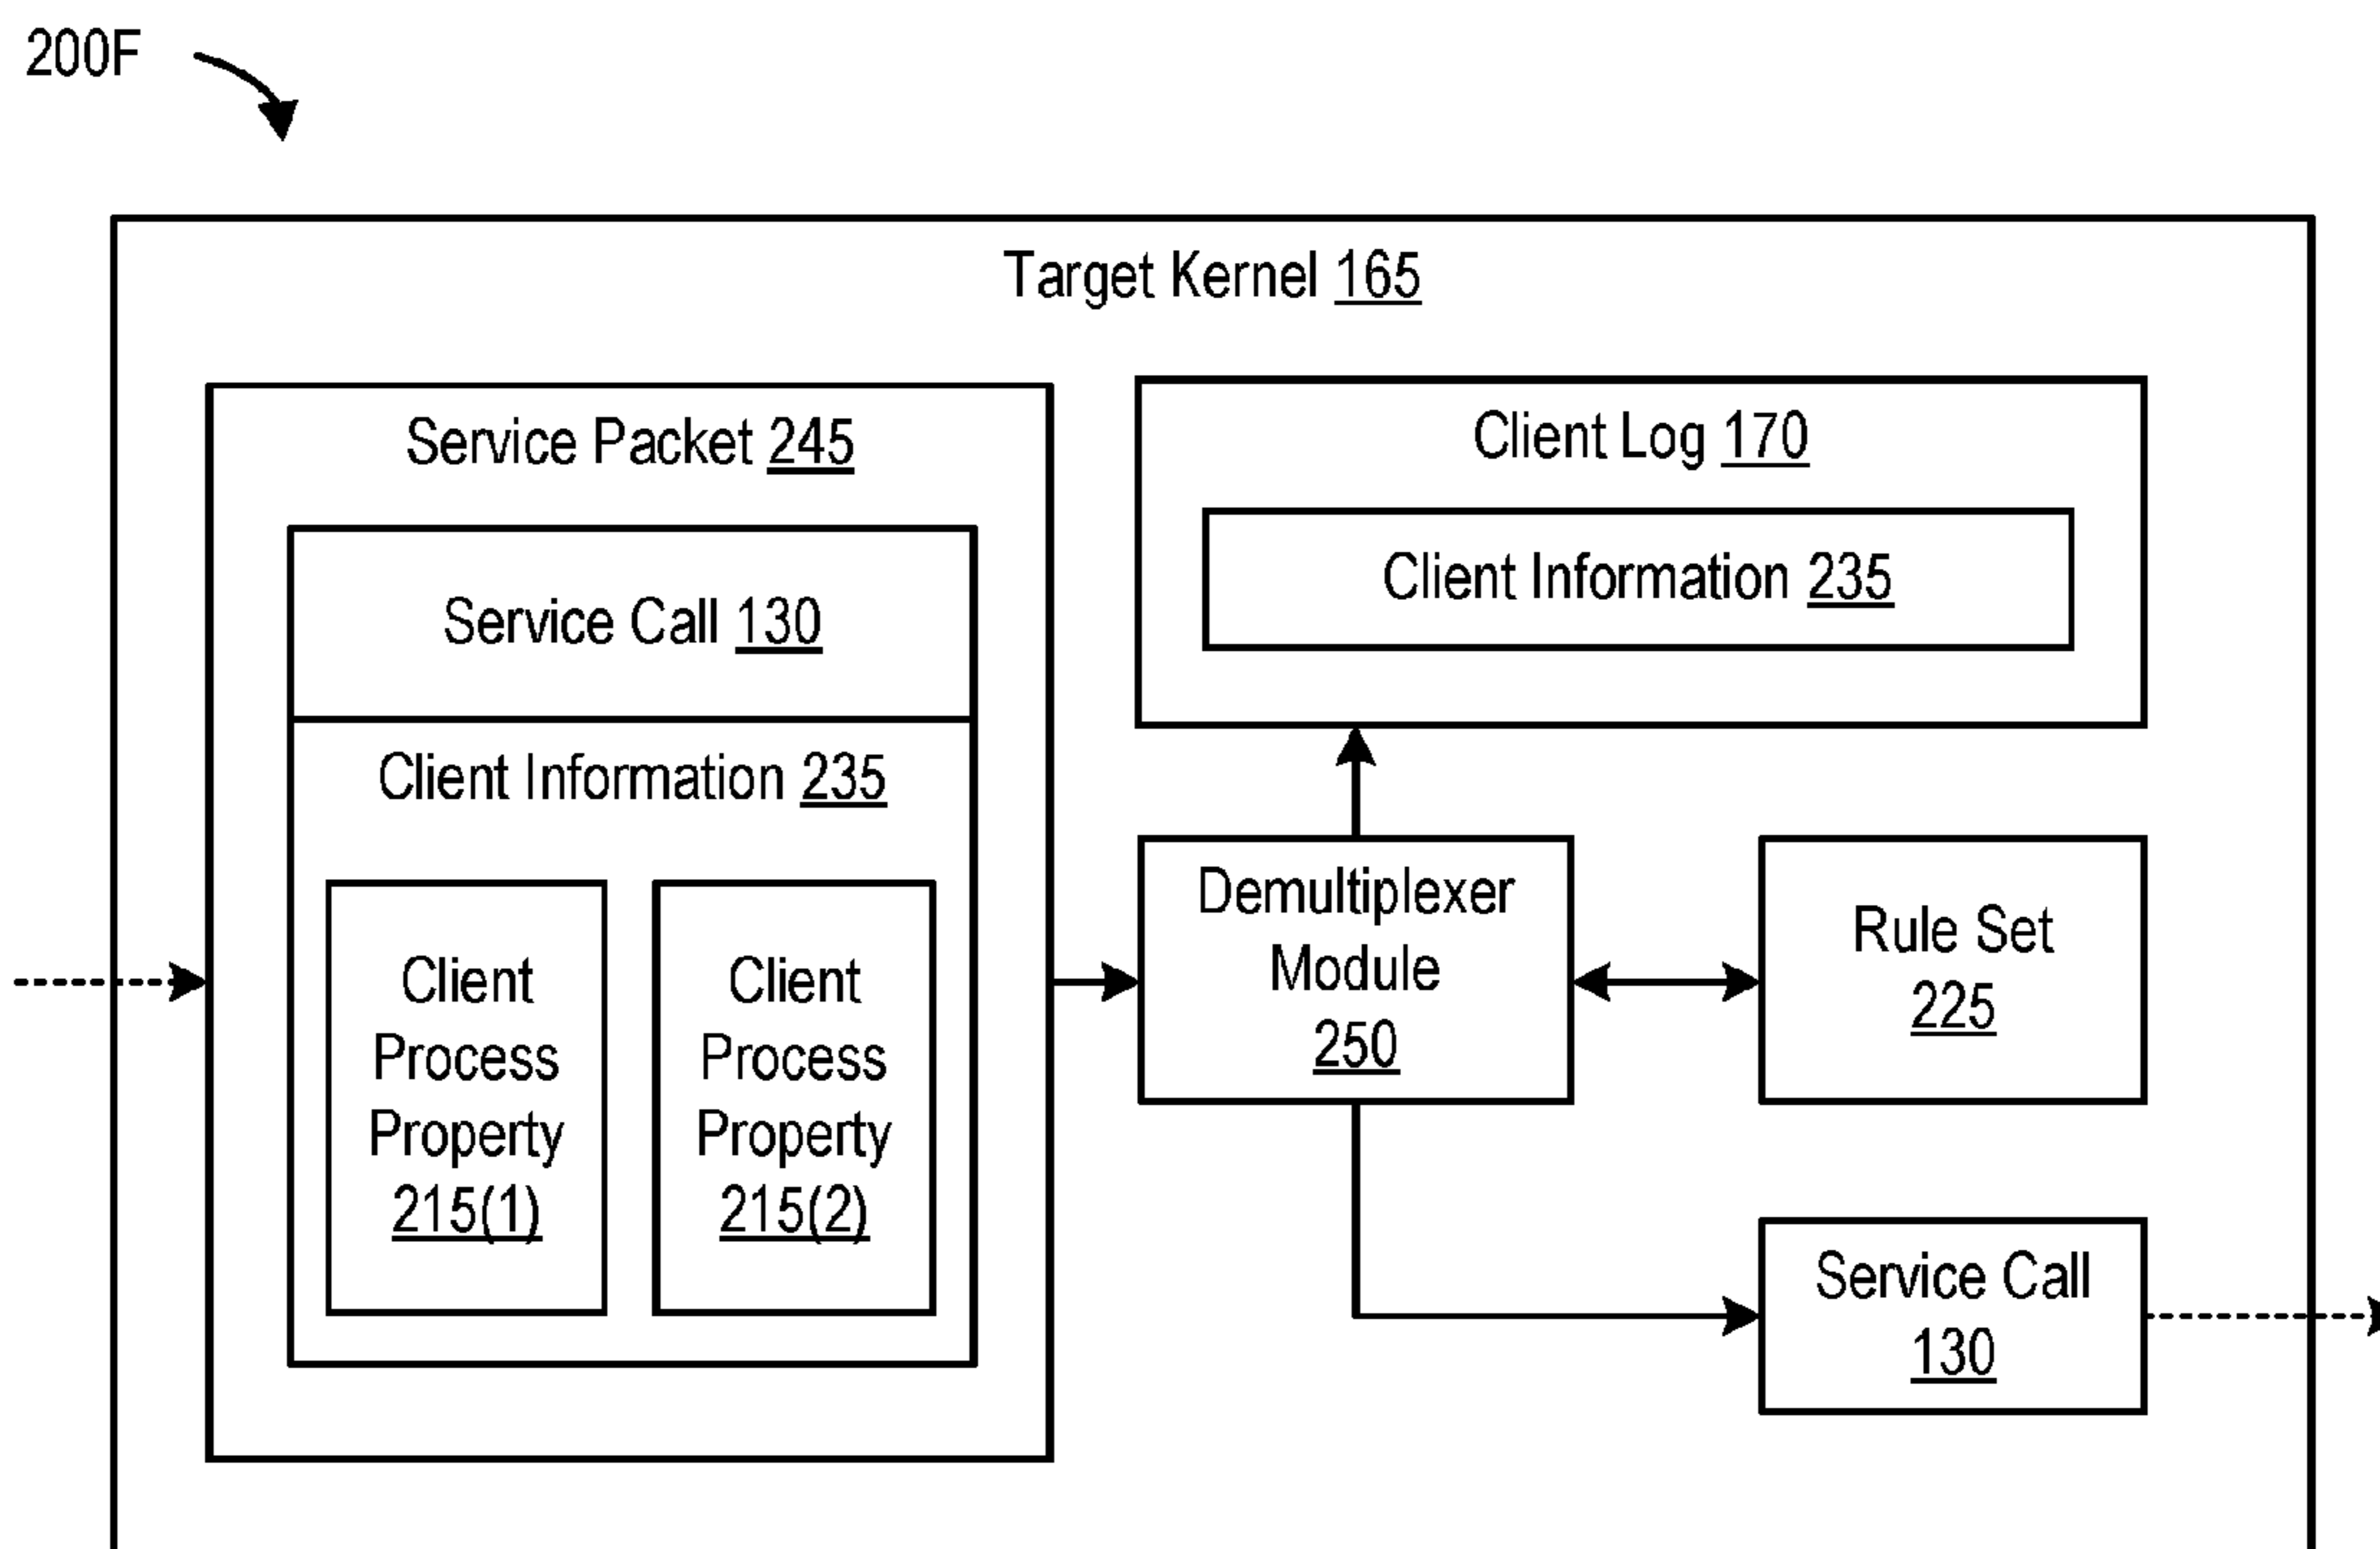 200F
Target Kernel 165
Service Packet 245
Service Call 130
Client Information 235
Client
Process
Property
215(1)
Client
Process
Property
215(2)
Client Log 170
Client Information 235
Demultiplexer
Module
250
Rule Set
225
Service Call
130